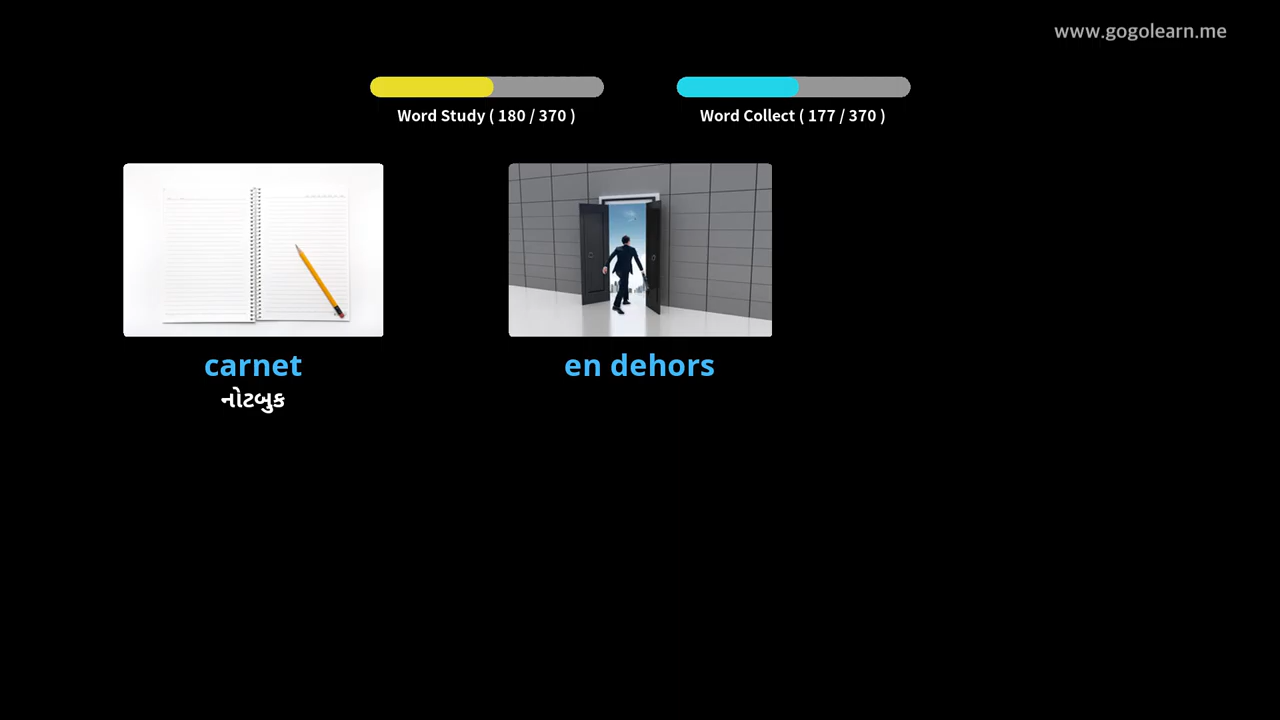 www.gogolearn.me
Word Study ( 180 / 370 )
Word Collect ( 177 / 370 )
carnet
નોટબુક
en dehors